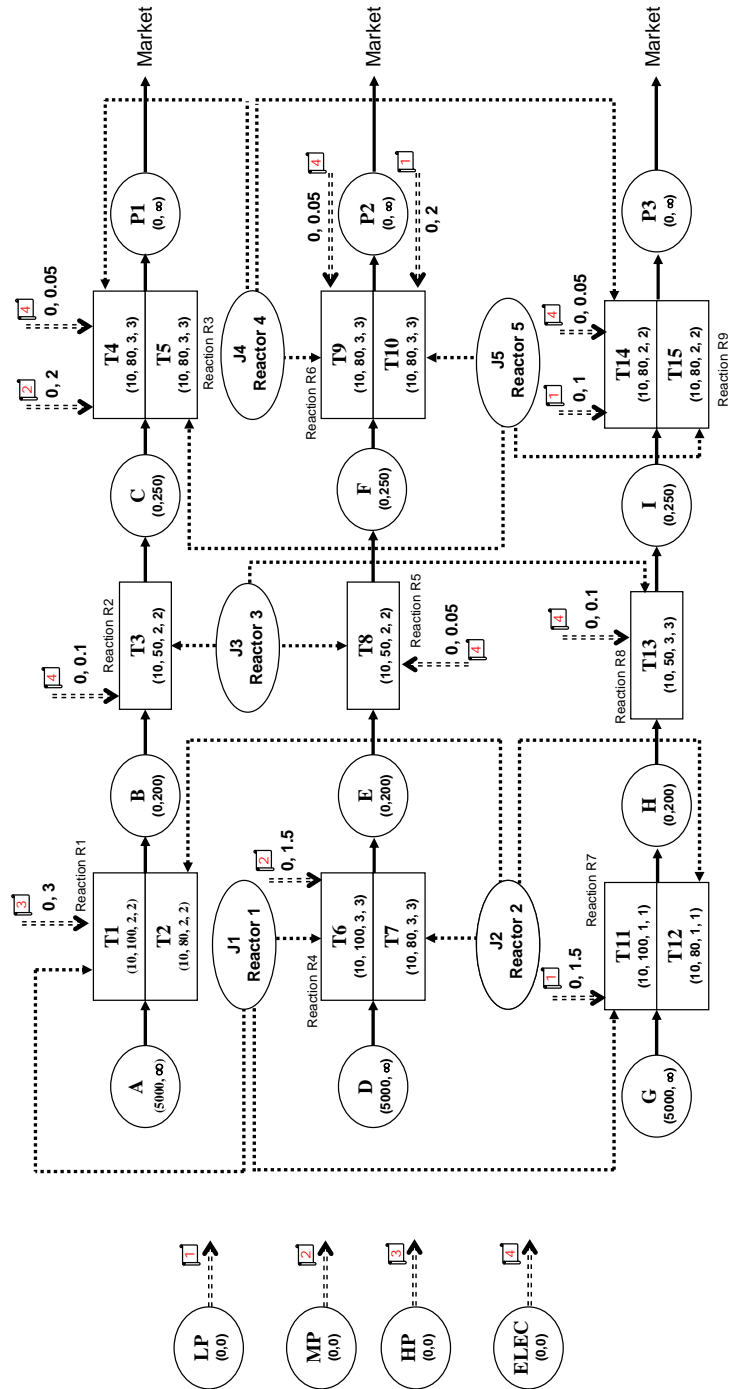 LP
(0,0)
1
MP
(0,0)
2
HP
(0,0)
3
ELEC
(0,0)
4
A
(5000, ∞)
3
0, 3
Reaction R1
T1
(10, 100, 2, 2)
T2
(10, 80, 2, 2)
B
(0,200)
4
0, 0.1
Reaction R2
T3
(10, 50, 2, 2)
C
(0,250)
2
0, 2
4
0, 0.05
T4
(10, 80, 3, 3)
T5
(10, 80, 3, 3)
Reaction R3
P1
(0, ∞)
Market
J1
Reactor 1
J3
Reactor 3
J4
Reactor 4
D
(5000, ∞)
Reaction R4
2
0, 1.5
T6
(10, 100, 3, 3)
T7
(10, 80, 3, 3)
E
(0,200)
T8
(10, 50, 2, 2)
Reaction R5
4
0, 0.05
F
(0,250)
Reaction R6
T9
(10, 80, 3, 3)
T10
(10, 80, 3, 3)
4
0, 0.05
1
0, 2
P2
(0, ∞)
Market
J2
Reactor 2
J5
Reactor 5
G
(5000, ∞)
1
0, 1.5
Reaction R7
T11
(10, 100, 1, 1)
T12
(10, 80, 1, 1)
H
(0,200)
Reaction R8
4
0, 0.1
T13
(10, 50, 3, 3)
I
(0,250)
1
0, 1
4
0, 0.05
T14
(10, 80, 2, 2)
T15
(10, 80, 2, 2)
Reaction R9
P3
(0, ∞)
Market